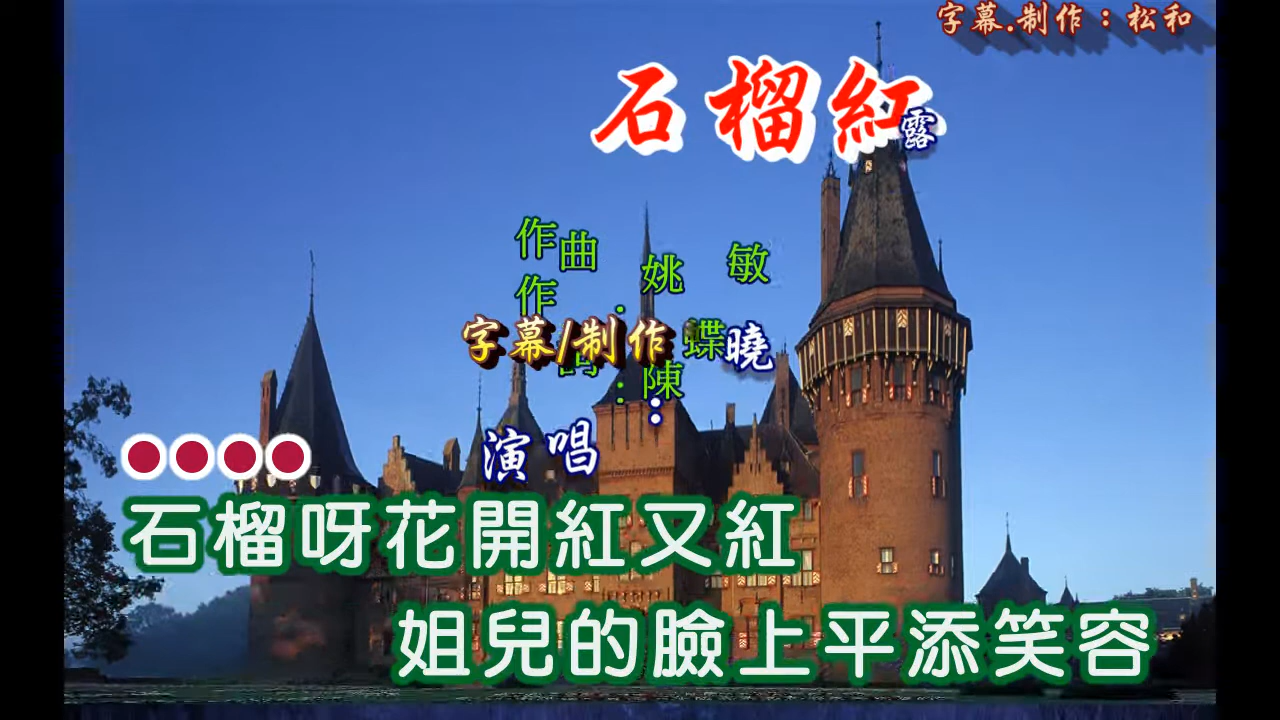 字幕.制作：松和
石榴紅
作曲：姚敏
作詞：陳蝶
字幕/制作
演唱：曉露
石榴呀花開紅又紅
姐兒的臉上平添笑容